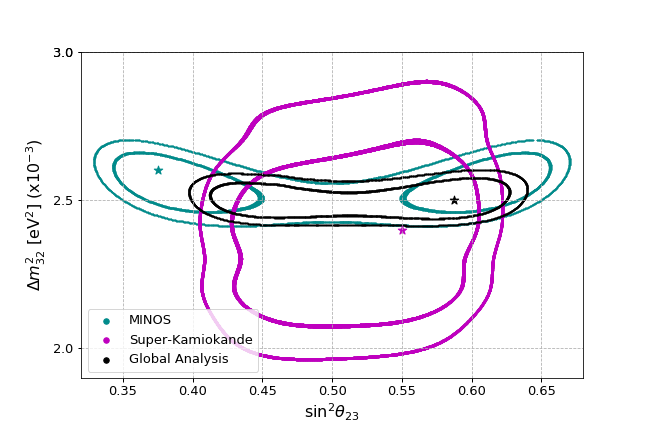 3.0
2.5
2.0
Δm²₃₂ [eV²] (x10⁻³)
MINOS
Super-Kamiokande
Global Analysis
0.35 0.40 0.45 0.50 0.55 0.60 0.65
sin²θ₂₃